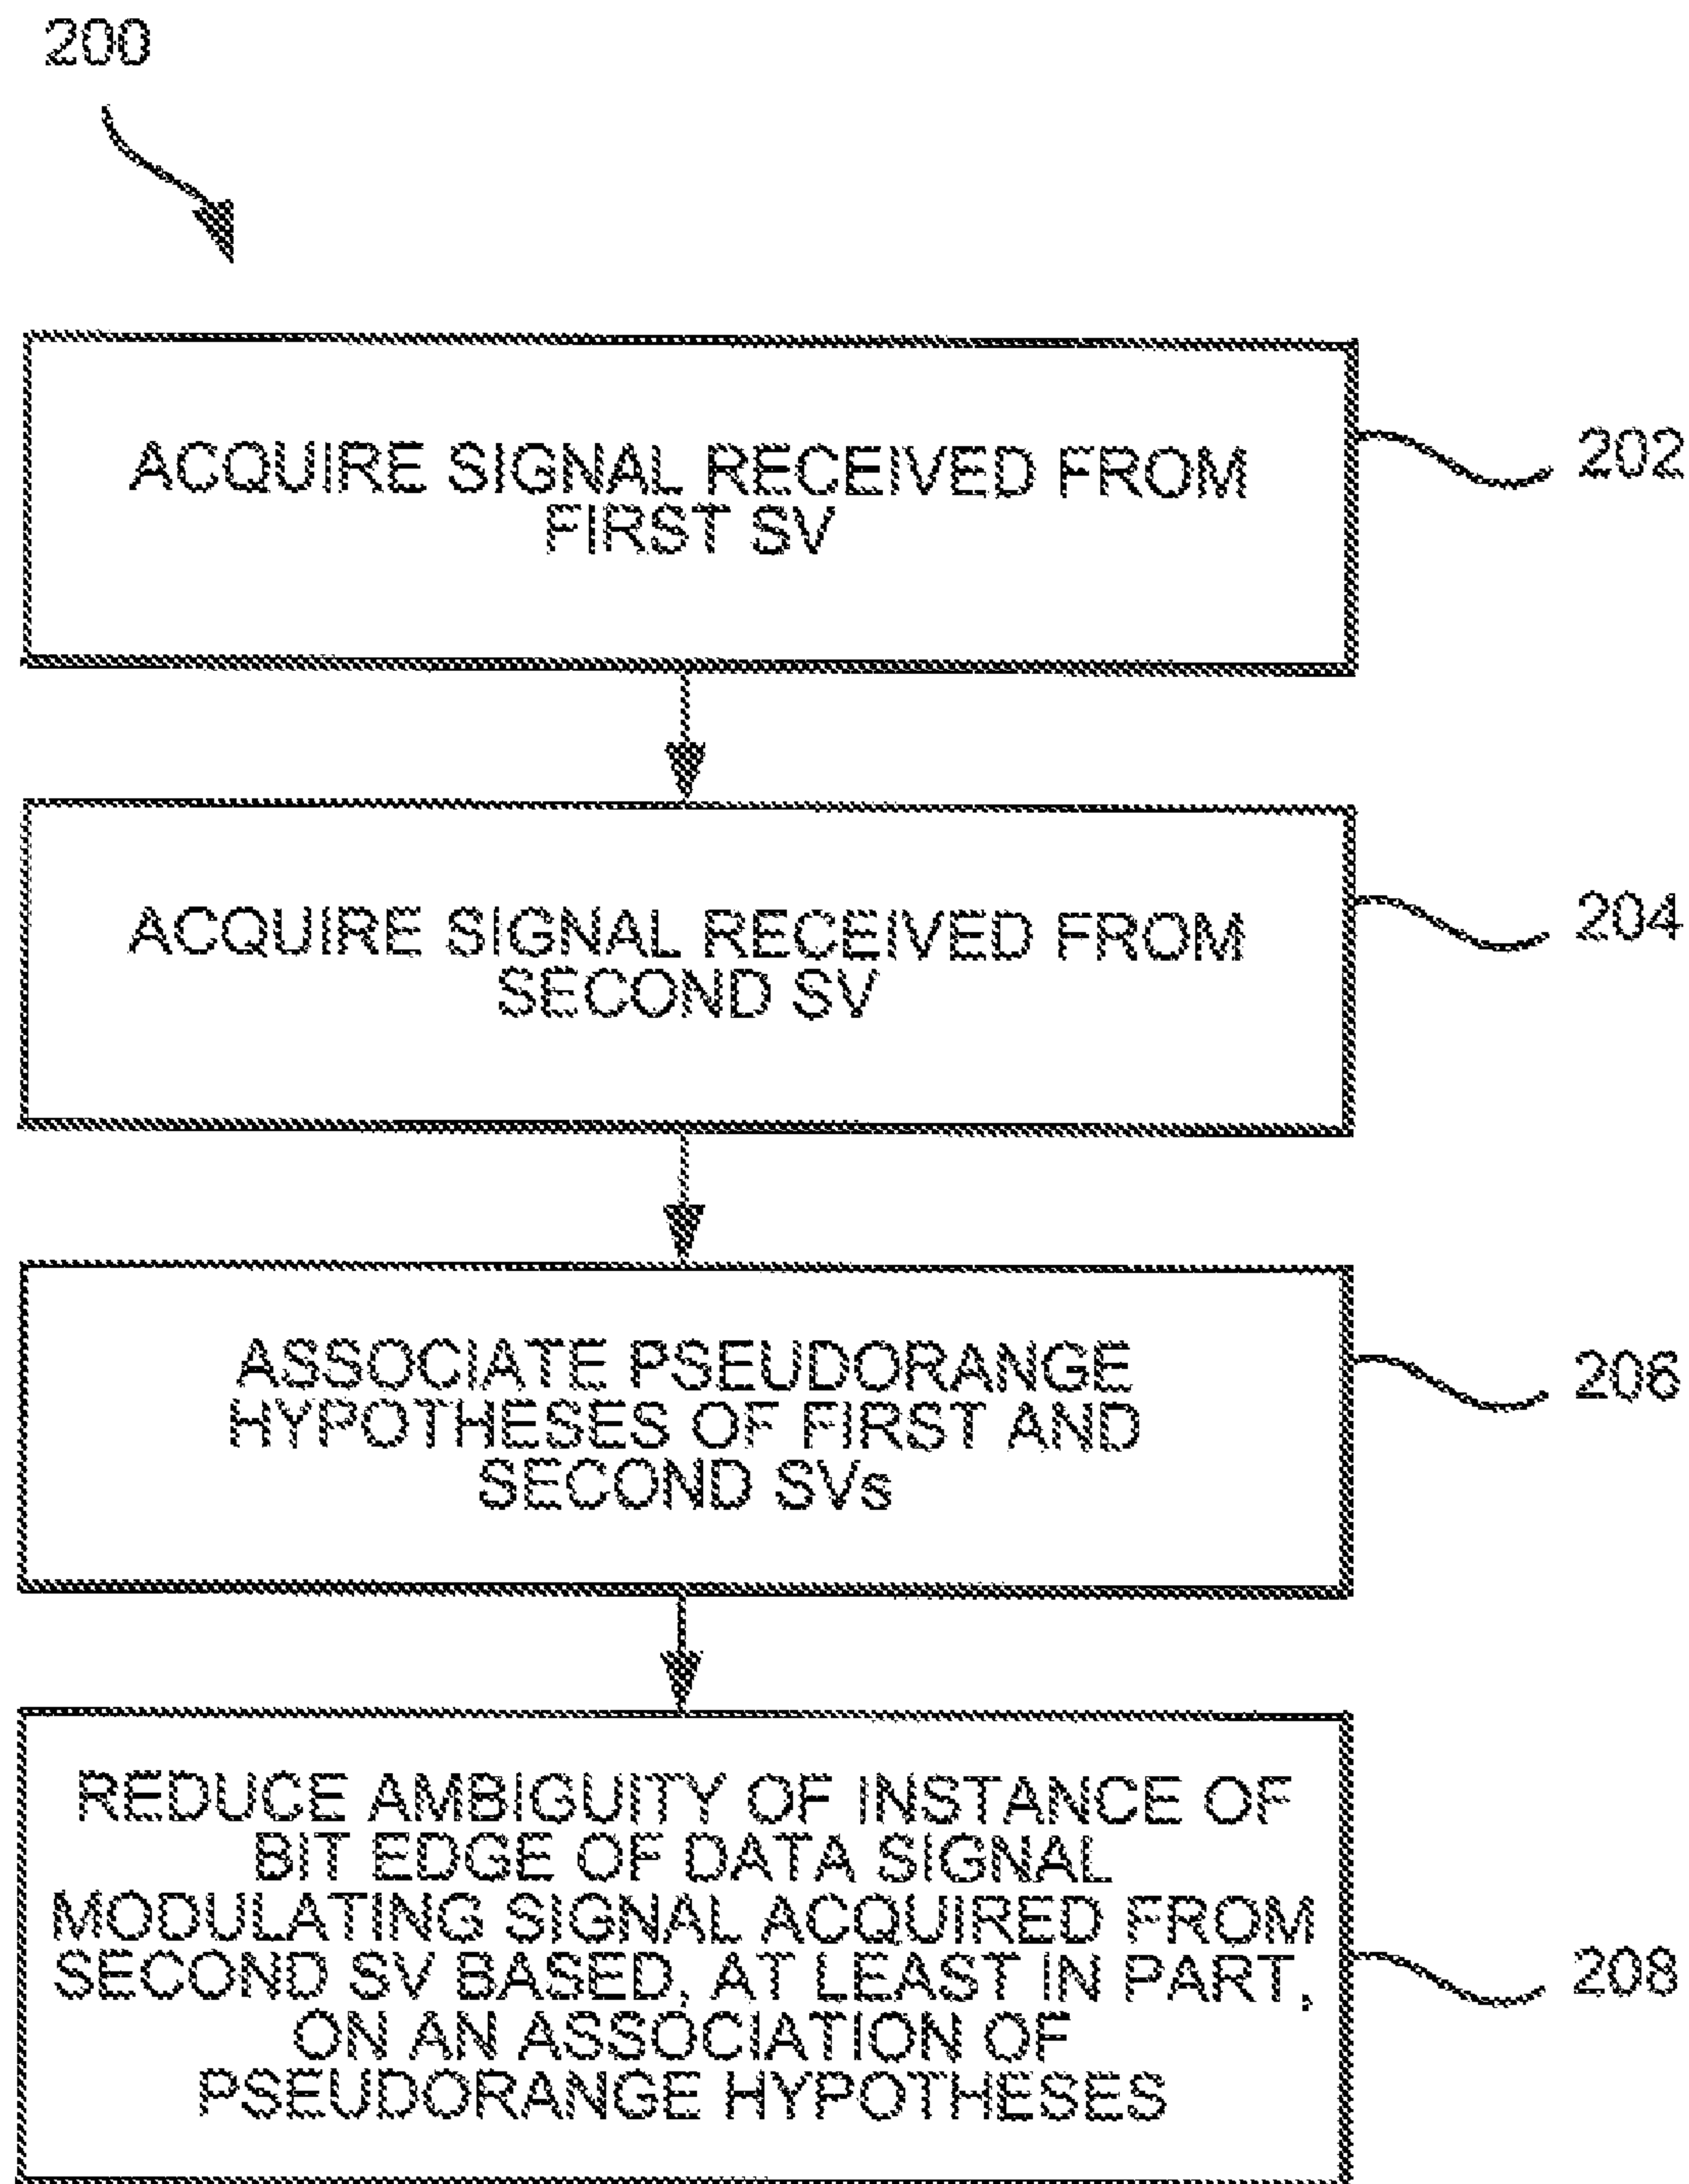 200
ACQUIRE SIGNAL RECEIVED FROM
FIRST SV
202
ACQUIRE SIGNAL RECEIVED FROM
SECOND SV
204
ASSOCIATE PSEUDORANGE
HYPOTHESES OF FIRST AND
SECOND SVs
206
REDUCE AMBIGUITY OF INSTANCE OF
BIT EDGE OF DATA SIGNAL
MODULATING SIGNAL ACQUIRED FROM
SECOND SV BASED, AT LEAST IN PART,
ON AN ASSOCIATION OF
PSEUDORANGE HYPOTHESES
208